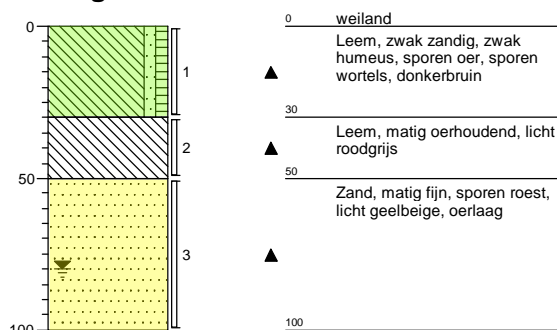 0
50
100
1
2
3
0 weiland
Leem, zwak zandig, zwak
humeus, sporen oer, sporen
wortels, donkerbruin
30
Leem, matig oerhoudend, licht
roodgrijs
50
Zand, matig fijn, sporen roest,
licht geelbeige, oerlaag
100